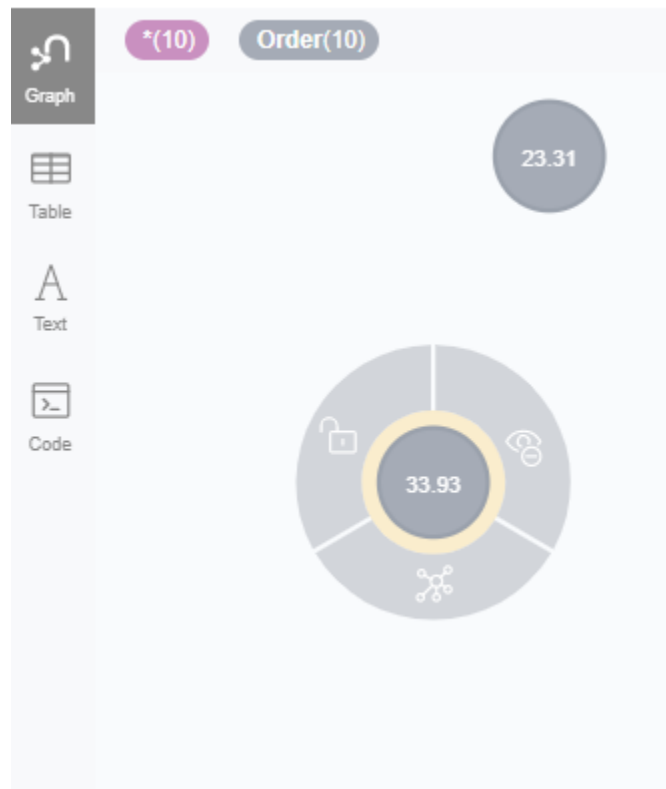 *(10) Order(10)
Graph
23.31
Table
A
Text
Code
33.93